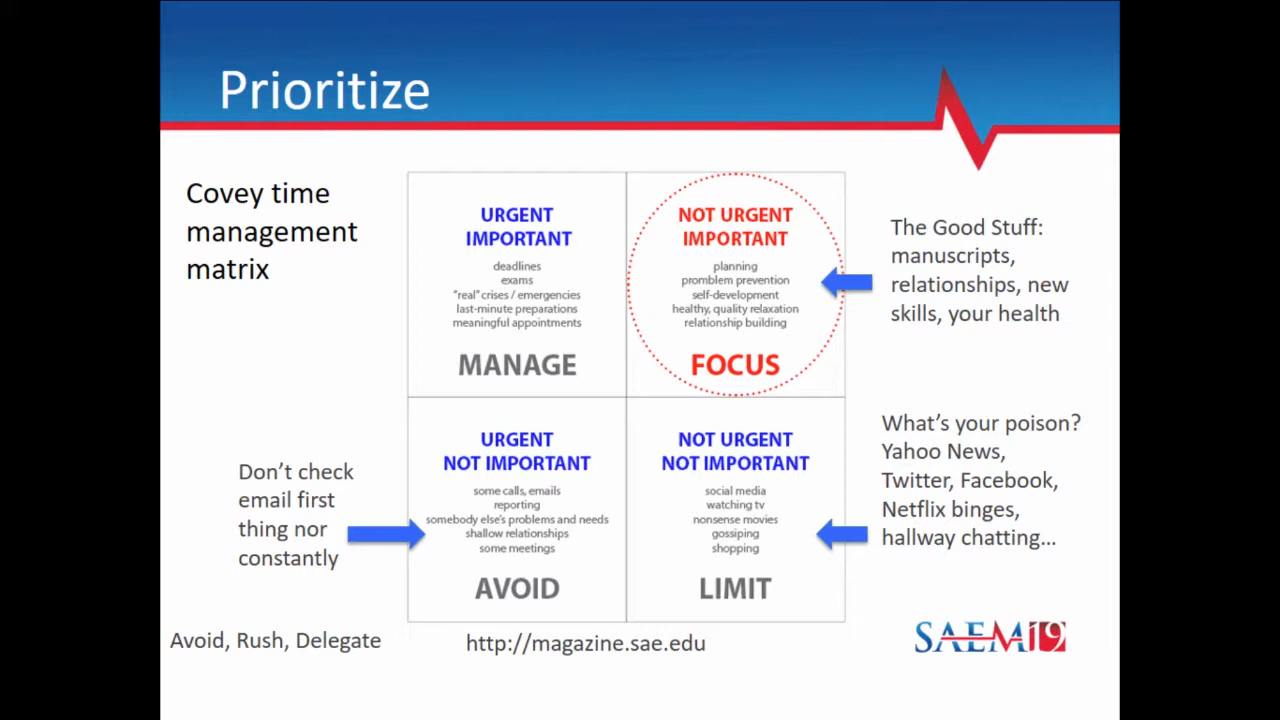 Prioritize
Covey time
management
matrix
URGENT
IMPORTANT
deadlines
exams
"real" crises / emergencies
last-minute preparations
meaningful appointments
MANAGE
NOT URGENT
IMPORTANT
planning
promblem prevention
self-development
healthy, quality relaxation
relationship building
FOCUS
The Good Stuff:
manuscripts,
relationships, new
skills, your health
Don't check
email first
thing nor
constantly
URGENT
NOT IMPORTANT
some calls, emails
reporting
somebody else's problems and needs
shallow relationships
some meetings
AVOID
NOT URGENT
NOT IMPORTANT
social media
watching tv
nonsense movies
gossiping
shopping
LIMIT
What's your poison?
Yahoo News,
Twitter, Facebook,
Netflix binges,
hallway chatting...
Avoid, Rush, Delegate
http://magazine.sae.edu
SAEM19